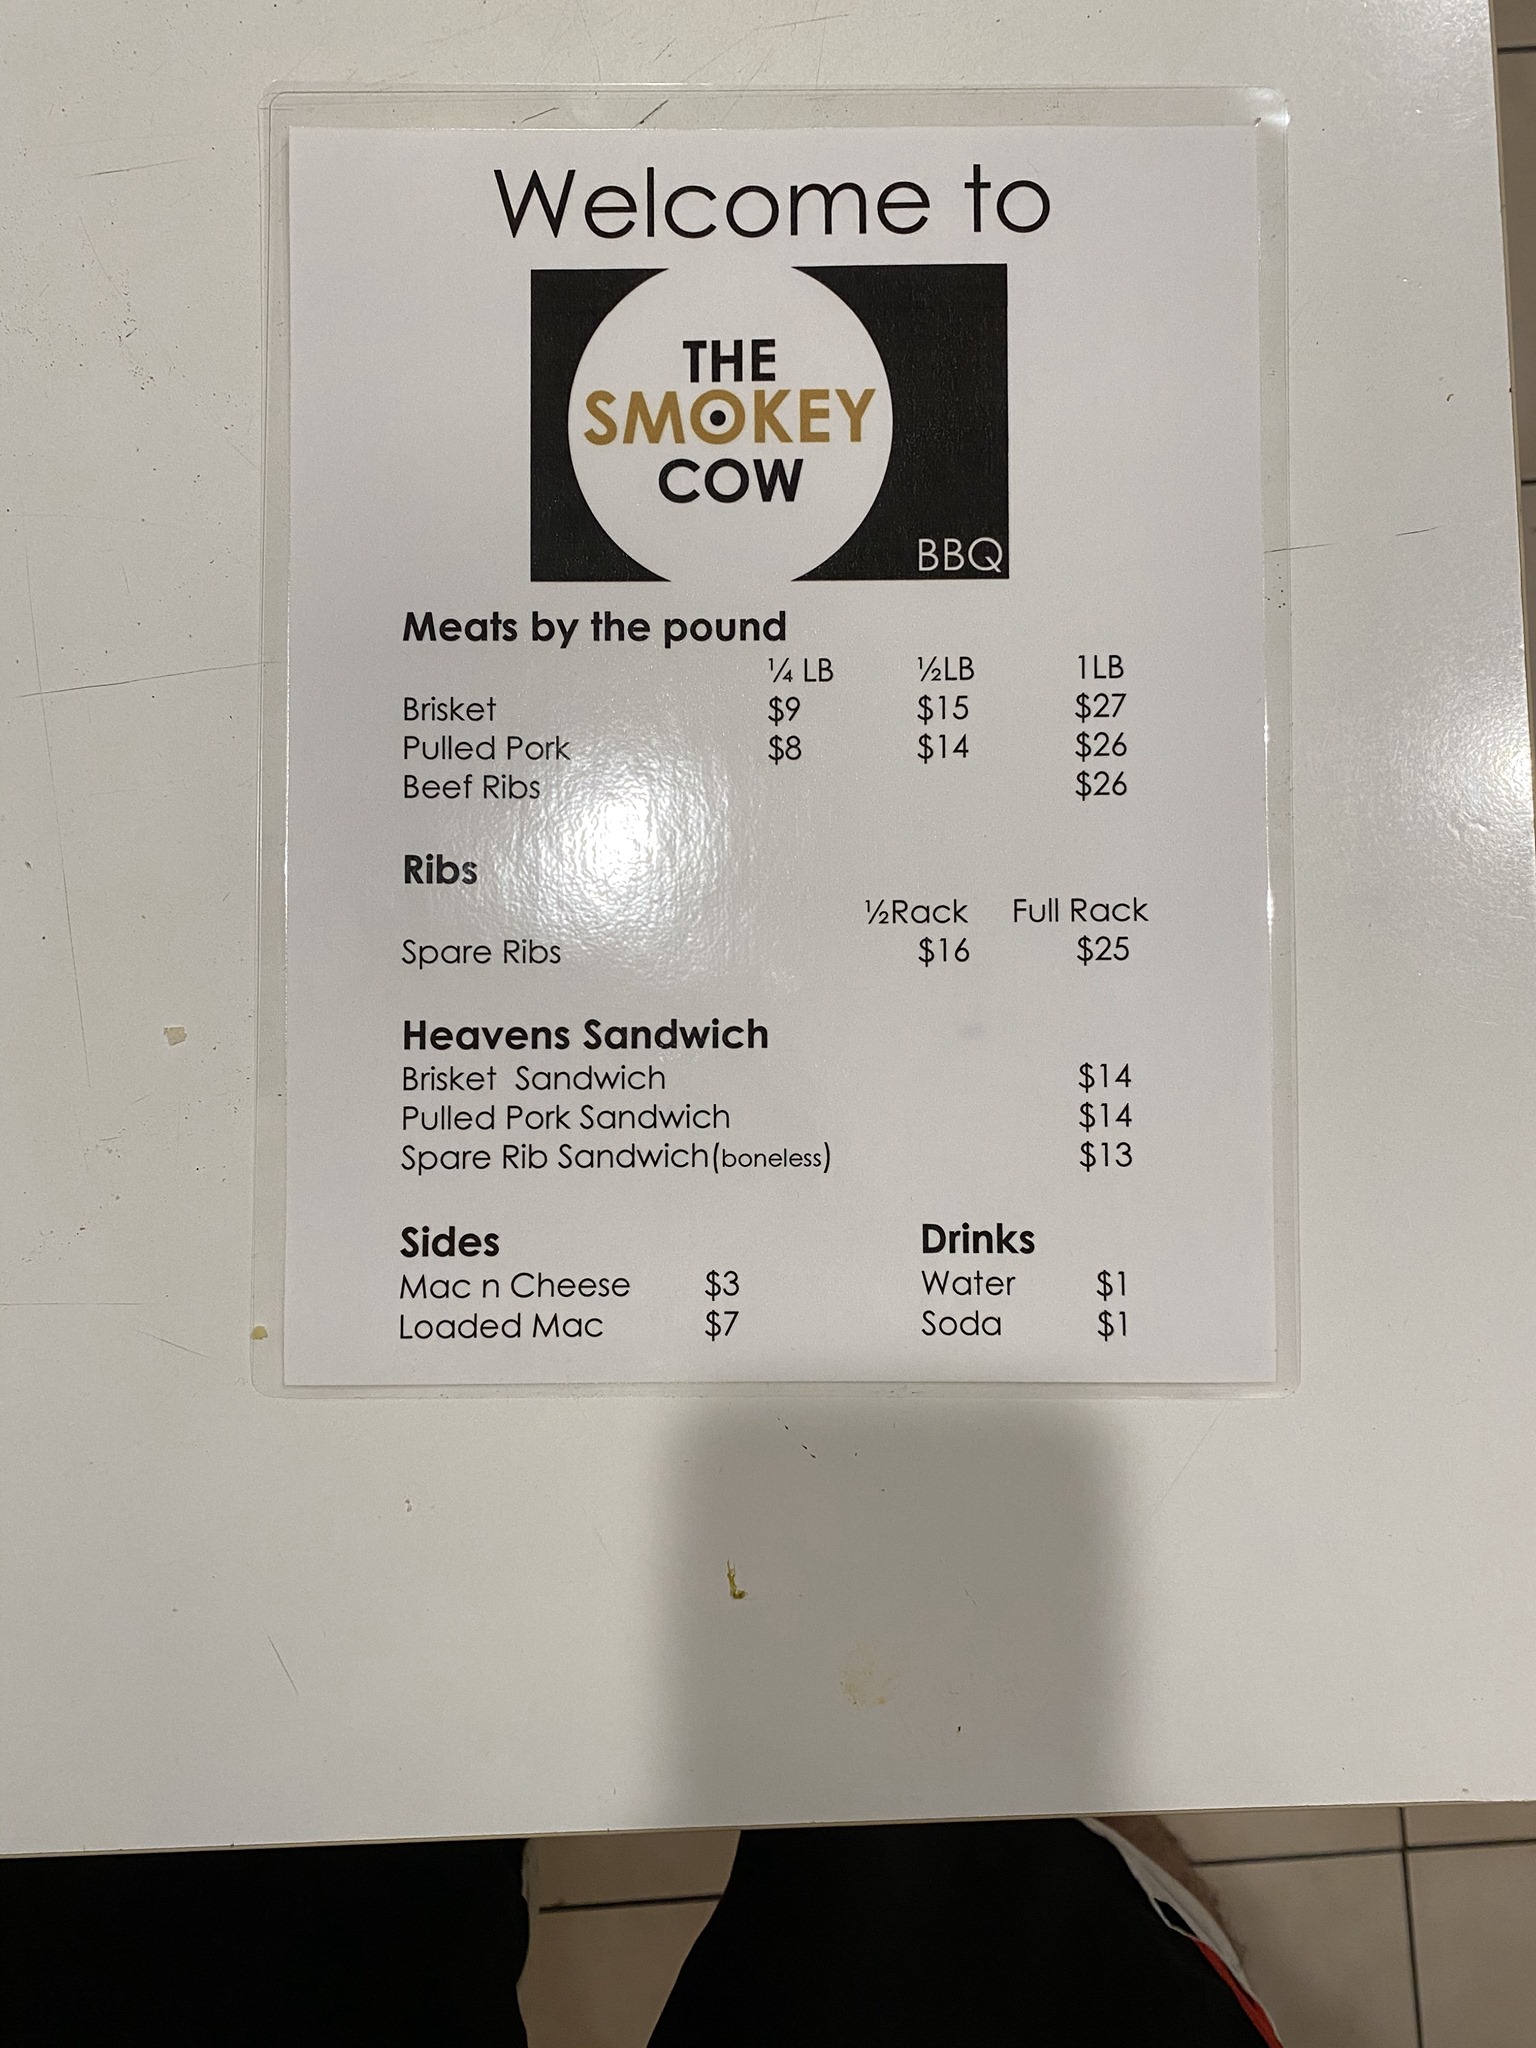 Welcome to
THE
SMOKEY
COW
BBQ
Meats by the pound
¼ LB ½LB 1LB
Brisket $9 $15 $27
Pulled Pork $8 $14 $26
Beef Ribs $26
Ribs
½Rack Full Rack
Spare Ribs $16 $25
Heavens Sandwich
Brisket Sandwich $14
Pulled Pork Sandwich $14
Spare Rib Sandwich(boneless) $13
Sides
Mac n Cheese $3
Loaded Mac $7
Drinks
Water $1
Soda $1